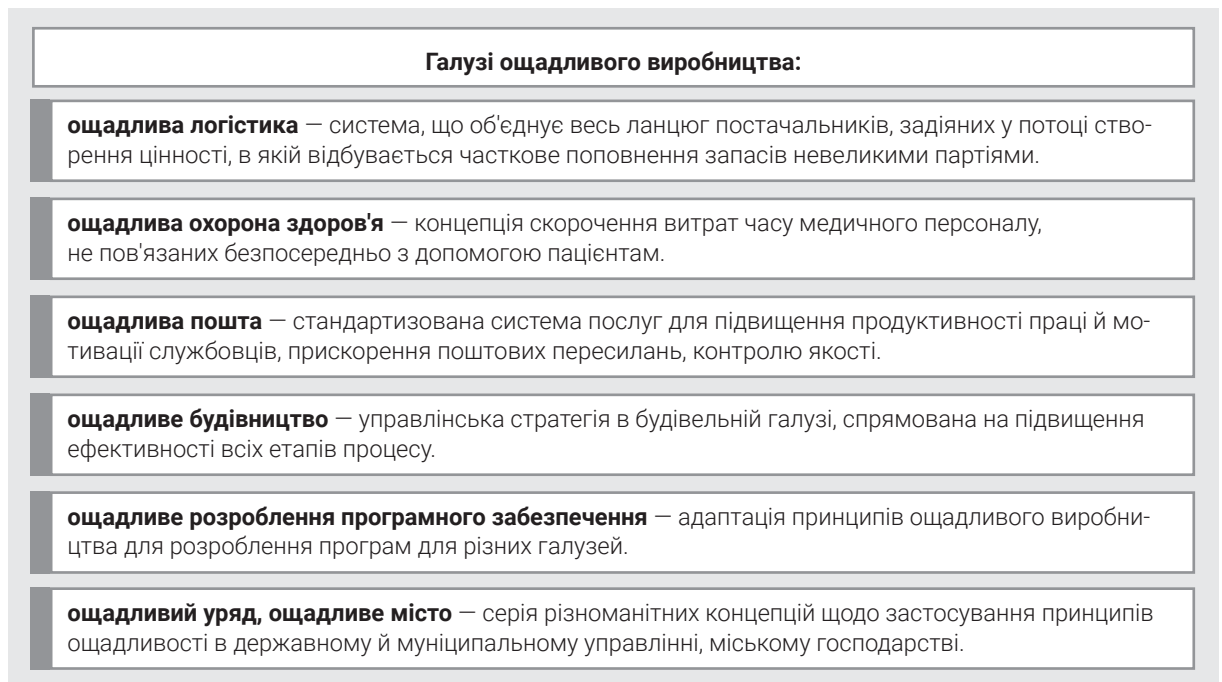 Галузі ощадливого виробництва:
ощадлива логістика — система, що об'єднує весь ланцюг постачальників, задіяних у потоці ство-
рення цінності, в якій відбувається часткове поповнення запасів невеликими партіями.
ощадлива охорона здоров'я — концепція скорочення витрат часу медичного персоналу,
не пов'язаних безпосередньо з допомогою пацієнтам.
ощадлива пошта — стандартизована система послуг для підвищення продуктивності праці й мо-
тивації службовців, прискорення поштових пересилань, контролю якості.
ощадливе будівництво — управлінська стратегія в будівельній галузі, спрямована на підвищення
ефективності всіх етапів процесу.
ощадливе розроблення програмного забезпечення — адаптація принципів ощадливого виробни-
цтва для розроблення програм для різних галузей.
ощадливий уряд, ощадливе місто — серія різноманітних концепцій щодо застосування принципів
ощадливості в державному й муніципальному управлінні, міському господарстві.